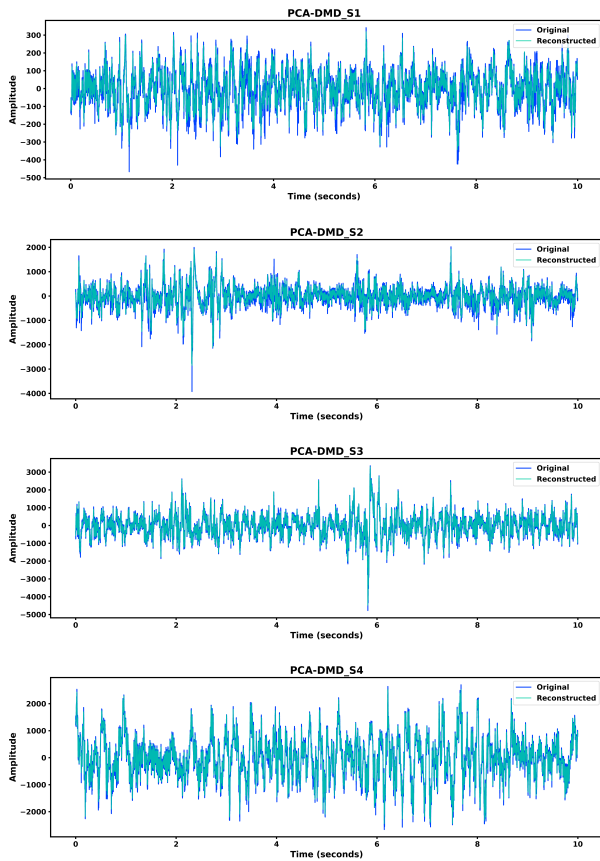 PCA-DMD_S1
Original
Reconstructed
300
200
100
0
−100
−200
−300
−400
−500
Amplitude
0 2 4 6 8 10
Time (seconds)
PCA-DMD_S2
Original
Reconstructed
2000
1000
0
−1000
−2000
−3000
−4000
Amplitude
0 2 4 6 8 10
Time (seconds)
PCA-DMD_S3
Original
Reconstructed
3000
2000
1000
0
−1000
−2000
−3000
−4000
−5000
Amplitude
0 2 4 6 8 10
Time (seconds)
PCA-DMD_S4
Original
Reconstructed
2000
1000
0
−1000
−2000
Amplitude
0 2 4 6 8 10
Time (seconds)